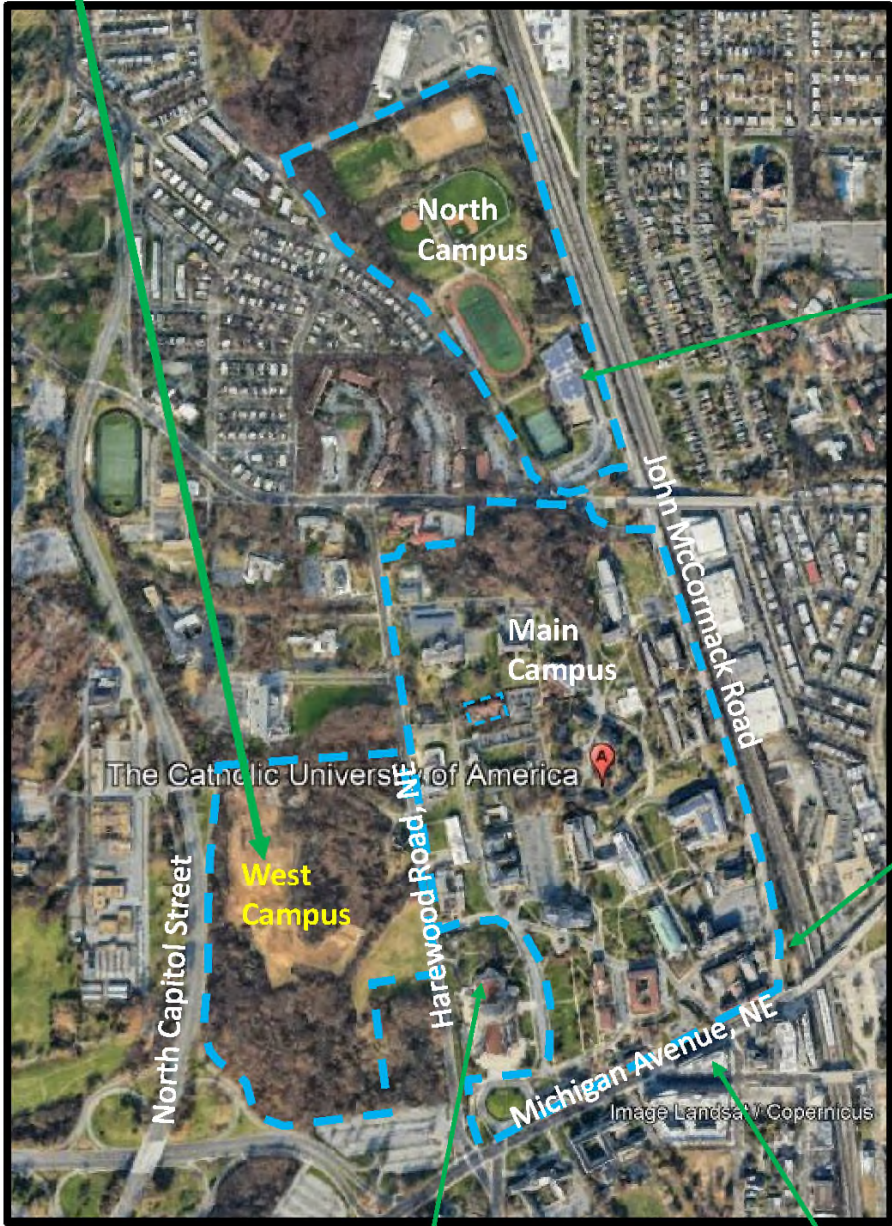 North
Campus
John McCormack Road
Main
Campus
A
The Catholic University of America
Harewood Road, NE
West
Campus
North Capitol Street
Michigan Avenue, NE
Image Landsat / Copernicus